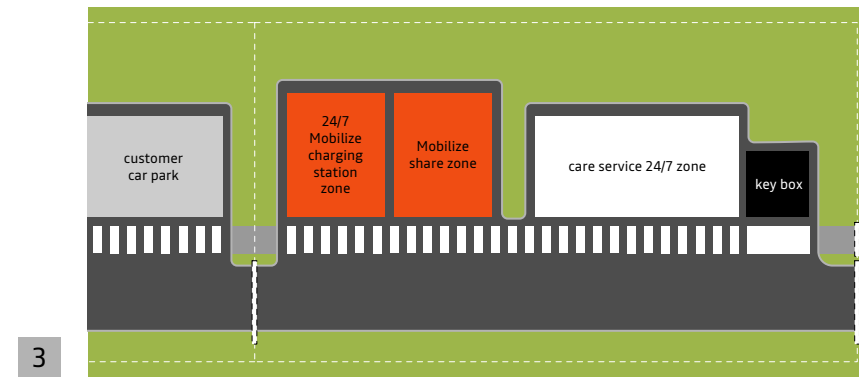 customer
car park
24/7
Mobilize
charging
station
zone
Mobilize
share zone
care service 24/7 zone
key box
3